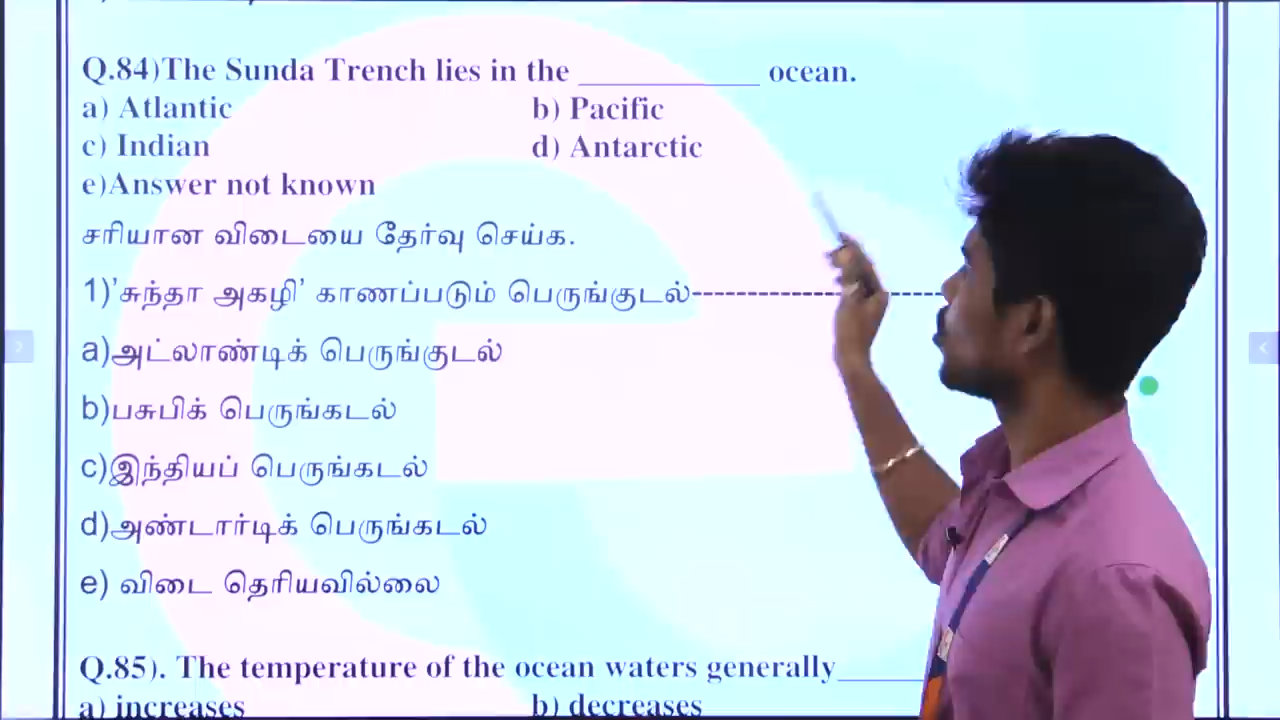 Q.84)The Sunda Trench lies in the ____________ ocean.
a) Atlantic b) Pacific
c) Indian d) Antarctic
e)Answer not known
சரியான விடையை தேர்வு செய்க.
1)'சுந்தா அகழி' காணப்படும் பெருங்குடல்--------------------
a)அட்லாண்டிக் பெருங்குடல்
b)பசுபிக் பெருங்கடல்
c)இந்தியப் பெருங்கடல்
d)அண்டார்டிக் பெருங்கடல்
e) விடை தெரியவில்லை
Q.85). The temperature of the ocean waters generally______
a) increases b) decreases